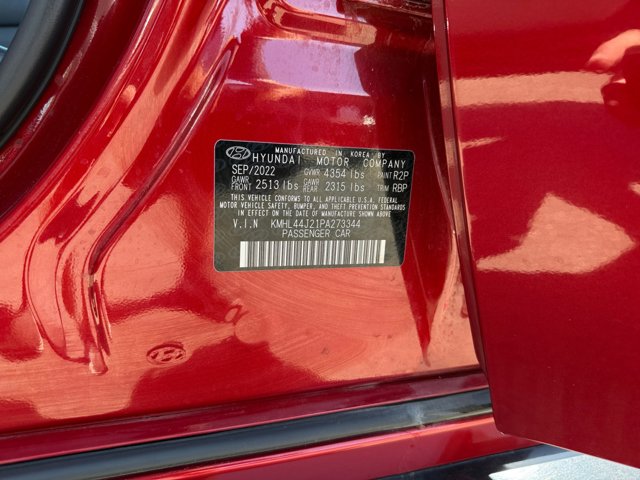 MANUFACTURED IN KOREA BY
HYUNDAI MOTOR COMPANY
SEP/2022 GVWR 4354 lbs PAINT R2P
GAWR FRONT 2513 lbs GAWR REAR 2315 lbs TRIM RBP
THIS VEHICLE CONFORMS TO ALL APPLICABLE U.S.A. FEDERAL
MOTOR VEHICLE SAFETY, BUMPER, AND THEFT PREVENTION STANDARDS
IN EFFECT ON THE DATE OF MANUFACTURE SHOWN ABOVE.
V.I.N KMHL44J21PA273344
PASSENGER CAR